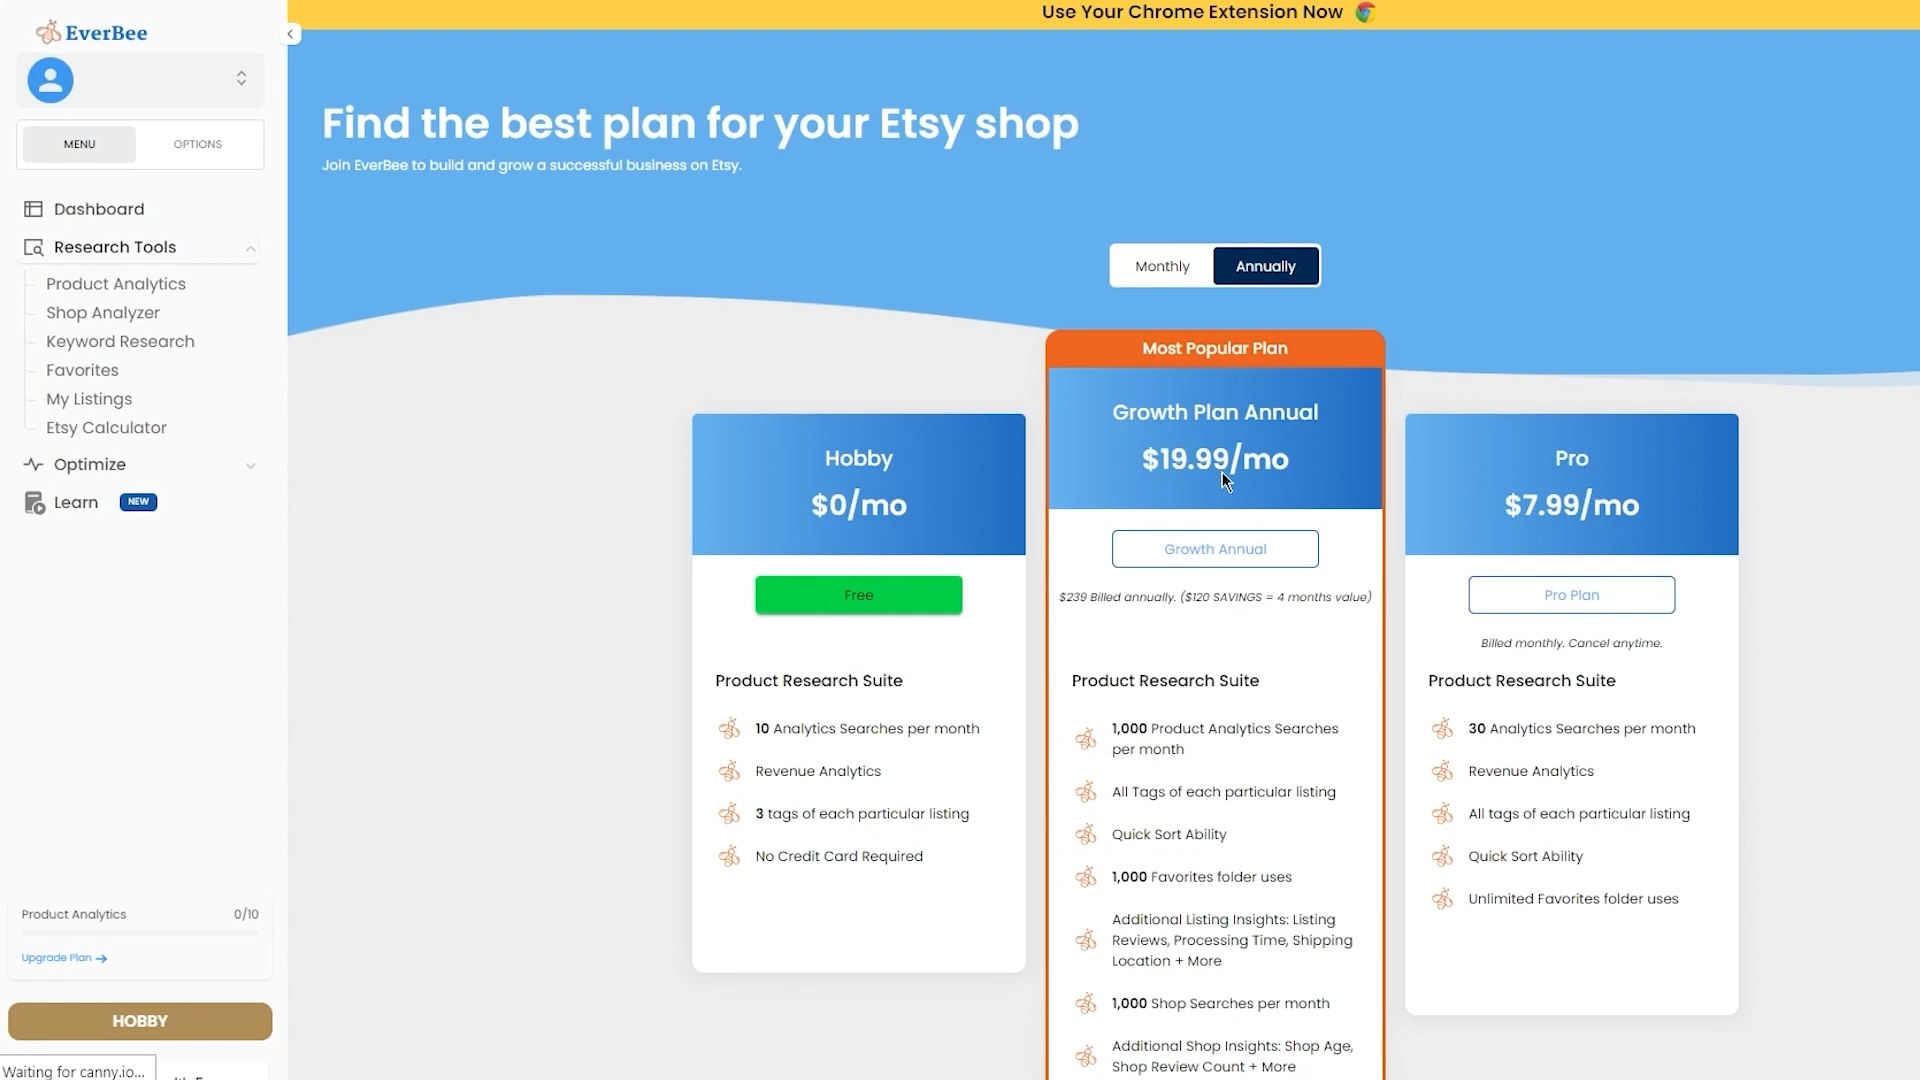 Use Your Chrome Extension Now
EverBee
MENU
OPTIONS
Dashboard
Research Tools
Product Analytics
Shop Analyzer
Keyword Research
Favorites
My Listings
Etsy Calculator
Optimize
Learn
NEW
Product Analytics
0/10
Upgrade Plan →
HOBBY
Waiting for canny.io...
Find the best plan for your Etsy shop
Join EverBee to build and grow a successful business on Etsy.
Monthly
Annually
Hobby
$0/mo
Free
Product Research Suite
10 Analytics Searches per month
Revenue Analytics
3 tags of each particular listing
No Credit Card Required
Most Popular Plan
Growth Plan Annual
$19.99/mo
Growth Annual
$239 Billed annually. ($120 SAVINGS = 4 months value)
Product Research Suite
1,000 Product Analytics Searches
per month
All Tags of each particular listing
Quick Sort Ability
1,000 Favorites folder uses
Additional Listing Insights: Listing
Reviews, Processing Time, Shipping
Location + More
1,000 Shop Searches per month
Additional Shop Insights: Shop Age,
Shop Review Count + More
Pro
$7.99/mo
Pro Plan
Billed monthly. Cancel anytime.
Product Research Suite
30 Analytics Searches per month
Revenue Analytics
All tags of each particular listing
Quick Sort Ability
Unlimited Favorites folder uses